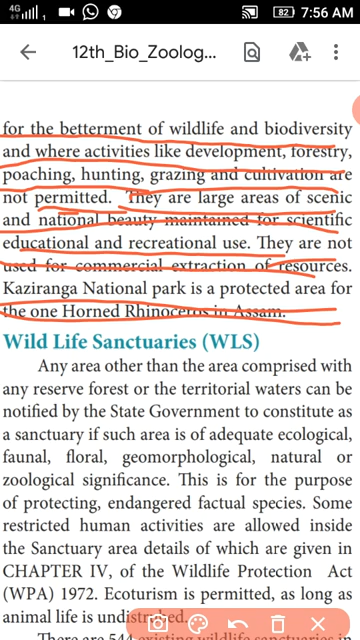 4G 82 7:56 AM
12th_Bio_Zoolog...
for the betterment of wildlife and biodiversity
and where activities like development, forestry,
poaching, hunting, grazing and cultivation are
not permitted. They are large areas of scenic
and national beauty maintained for scientific
educational and recreational use. They are not
used for commercial extraction of resources.
Kaziranga National park is a protected area for
the one Horned Rhinoceros in Assam.
Wild Life Sanctuaries (WLS)
Any area other than the area comprised with
any reserve forest or the territorial waters can be
notified by the State Government to constitute as
a sanctuary if such area is of adequate ecological,
faunal, floral, geomorphological, natural or
zoological significance. This is for the purpose
of protecting, endangered factual species. Some
restricted human activities are allowed inside
the Sanctuary area details of which are given in
CHAPTER IV, of the Wildlife Protection Act
(WPA) 1972. Ecoturism is permitted, as long as
animal life is undisturbed.
There are 544 existing wildlife sanctuaries in